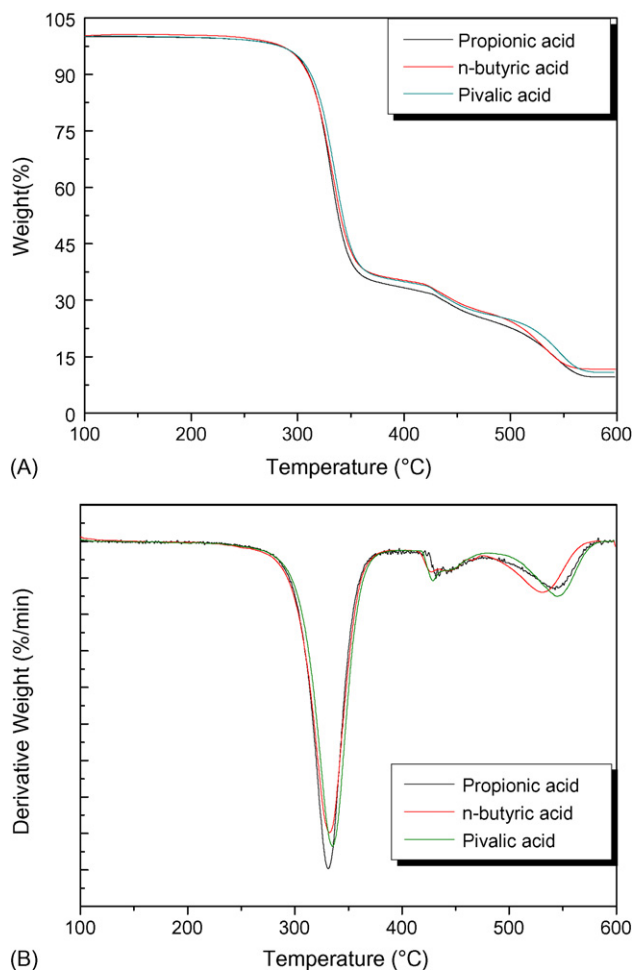 105
90
75
60
45
30
15
0
Weight(%)
Propionic acid
n-butyric acid
Pivalic acid
100 200 300 400 500 600
Temperature (°C)
(A)
Derivative Weight (%/min)
Propionic acid
n-butyric acid
Pivalic acid
100 200 300 400 500 600
Temperature (°C)
(B)